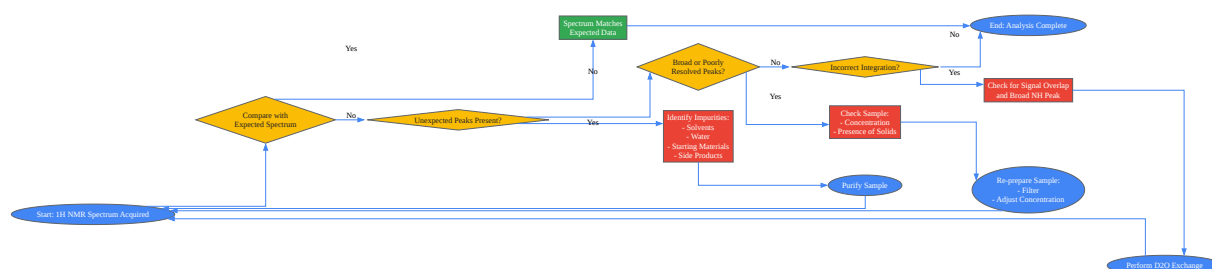 Spectrum Matches
Expected Data
End: Analysis Complete
No
Yes
Broad or Poorly
Resolved Peaks?
No
Incorrect Integration?
No
Yes
Check for Signal Overlap
and Broad NH Peak
Yes
Compare with
Expected Spectrum
No
Unexpected Peaks Present?
Yes
Identify Impurities:
- Solvents
- Water
- Starting Materials
- Side Products
Check Sample:
- Concentration
- Presence of Solids
Purify Sample
Re-prepare Sample:
- Filter
- Adjust Concentration
Start: 1H NMR Spectrum Acquired
Perform D2O Exchange